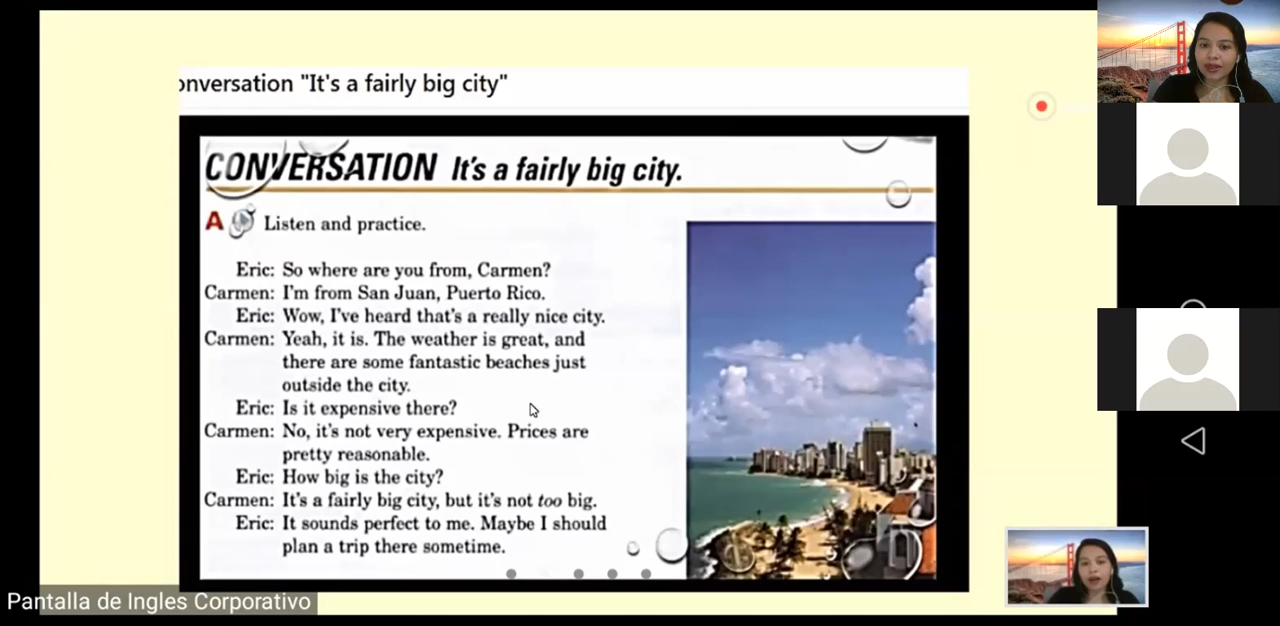 onversation "It's a fairly big city"
CONVERSATION It's a fairly big city.
A Listen and practice.
Eric: So where are you from, Carmen?
Carmen: I'm from San Juan, Puerto Rico.
Eric: Wow, I've heard that's a really nice city.
Carmen: Yeah, it is. The weather is great, and
there are some fantastic beaches just
outside the city.
Eric: Is it expensive there?
Carmen: No, it's not very expensive. Prices are
pretty reasonable.
Eric: How big is the city?
Carmen: It's a fairly big city, but it's not too big.
Eric: It sounds perfect to me. Maybe I should
plan a trip there sometime.
Pantalla de Ingles Corporativo